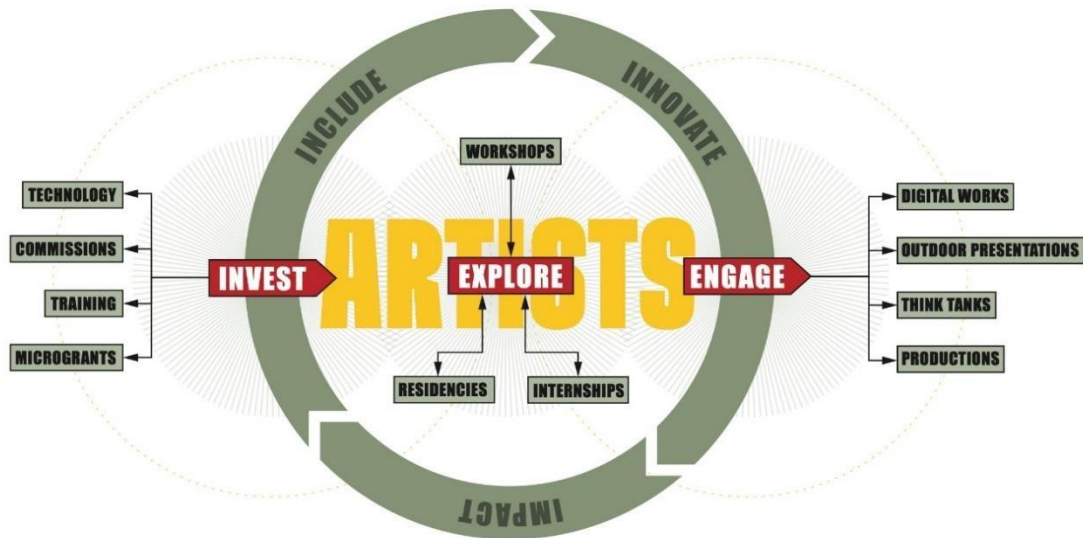 INCLUDE
INNOVATE
WORKSHOPS
TECHNOLOGY
COMMISSIONS
TRAINING
MICROGRANTS
INVEST
ARTISTS
EXPLORE
ENGAGE
DIGITAL WORKS
OUTDOOR PRESENTATIONS
THINK TANKS
PRODUCTIONS
RESIDENCIES
INTERNSHIPS
IMPACT